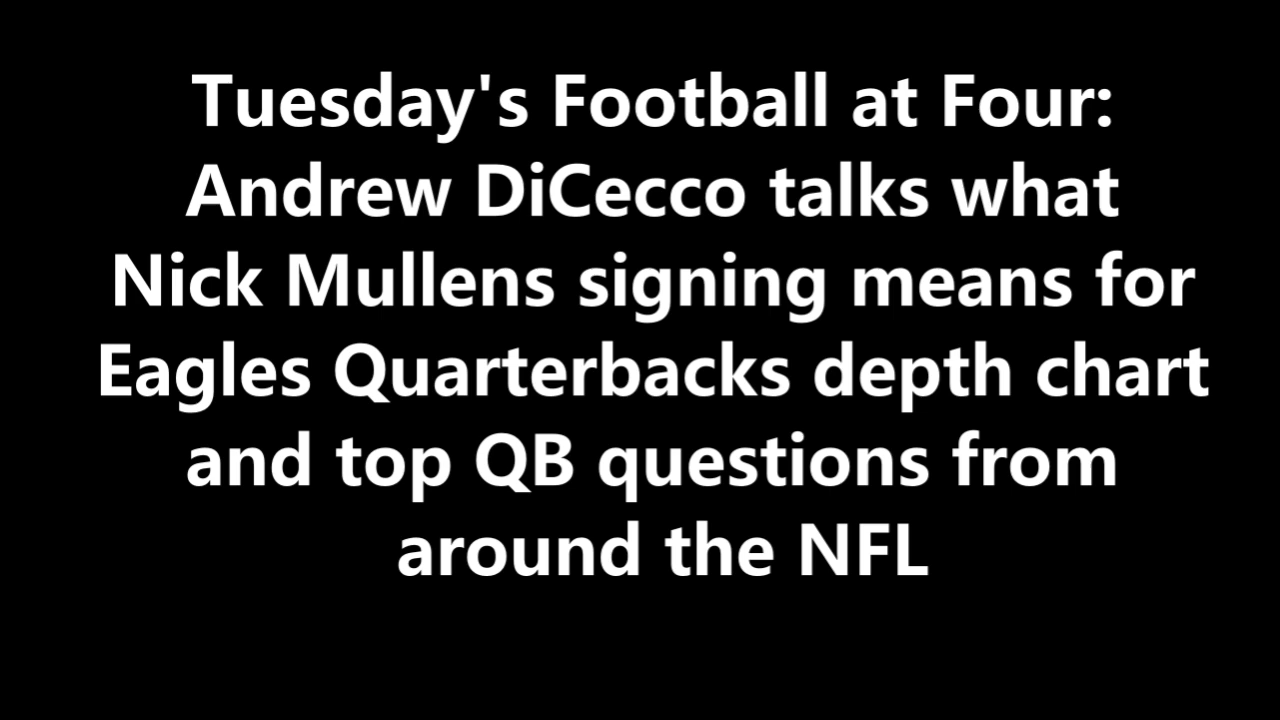 Tuesday's Football at Four:
Andrew DiCecco talks what
Nick Mullens signing means for
Eagles Quarterbacks depth chart
and top QB questions from
around the NFL